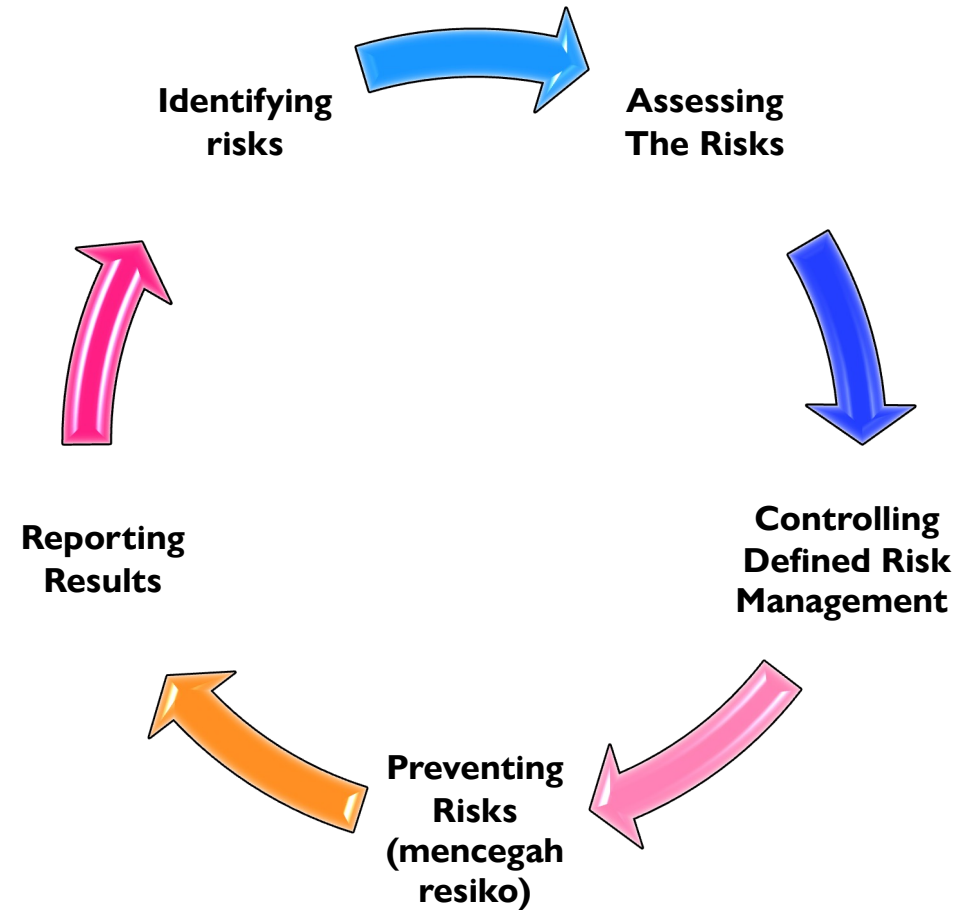 Identifying
risks
Assessing
The Risks
Controlling
Defined Risk
Management
Preventing
Risks
(mencegah
resiko)
Reporting
Results